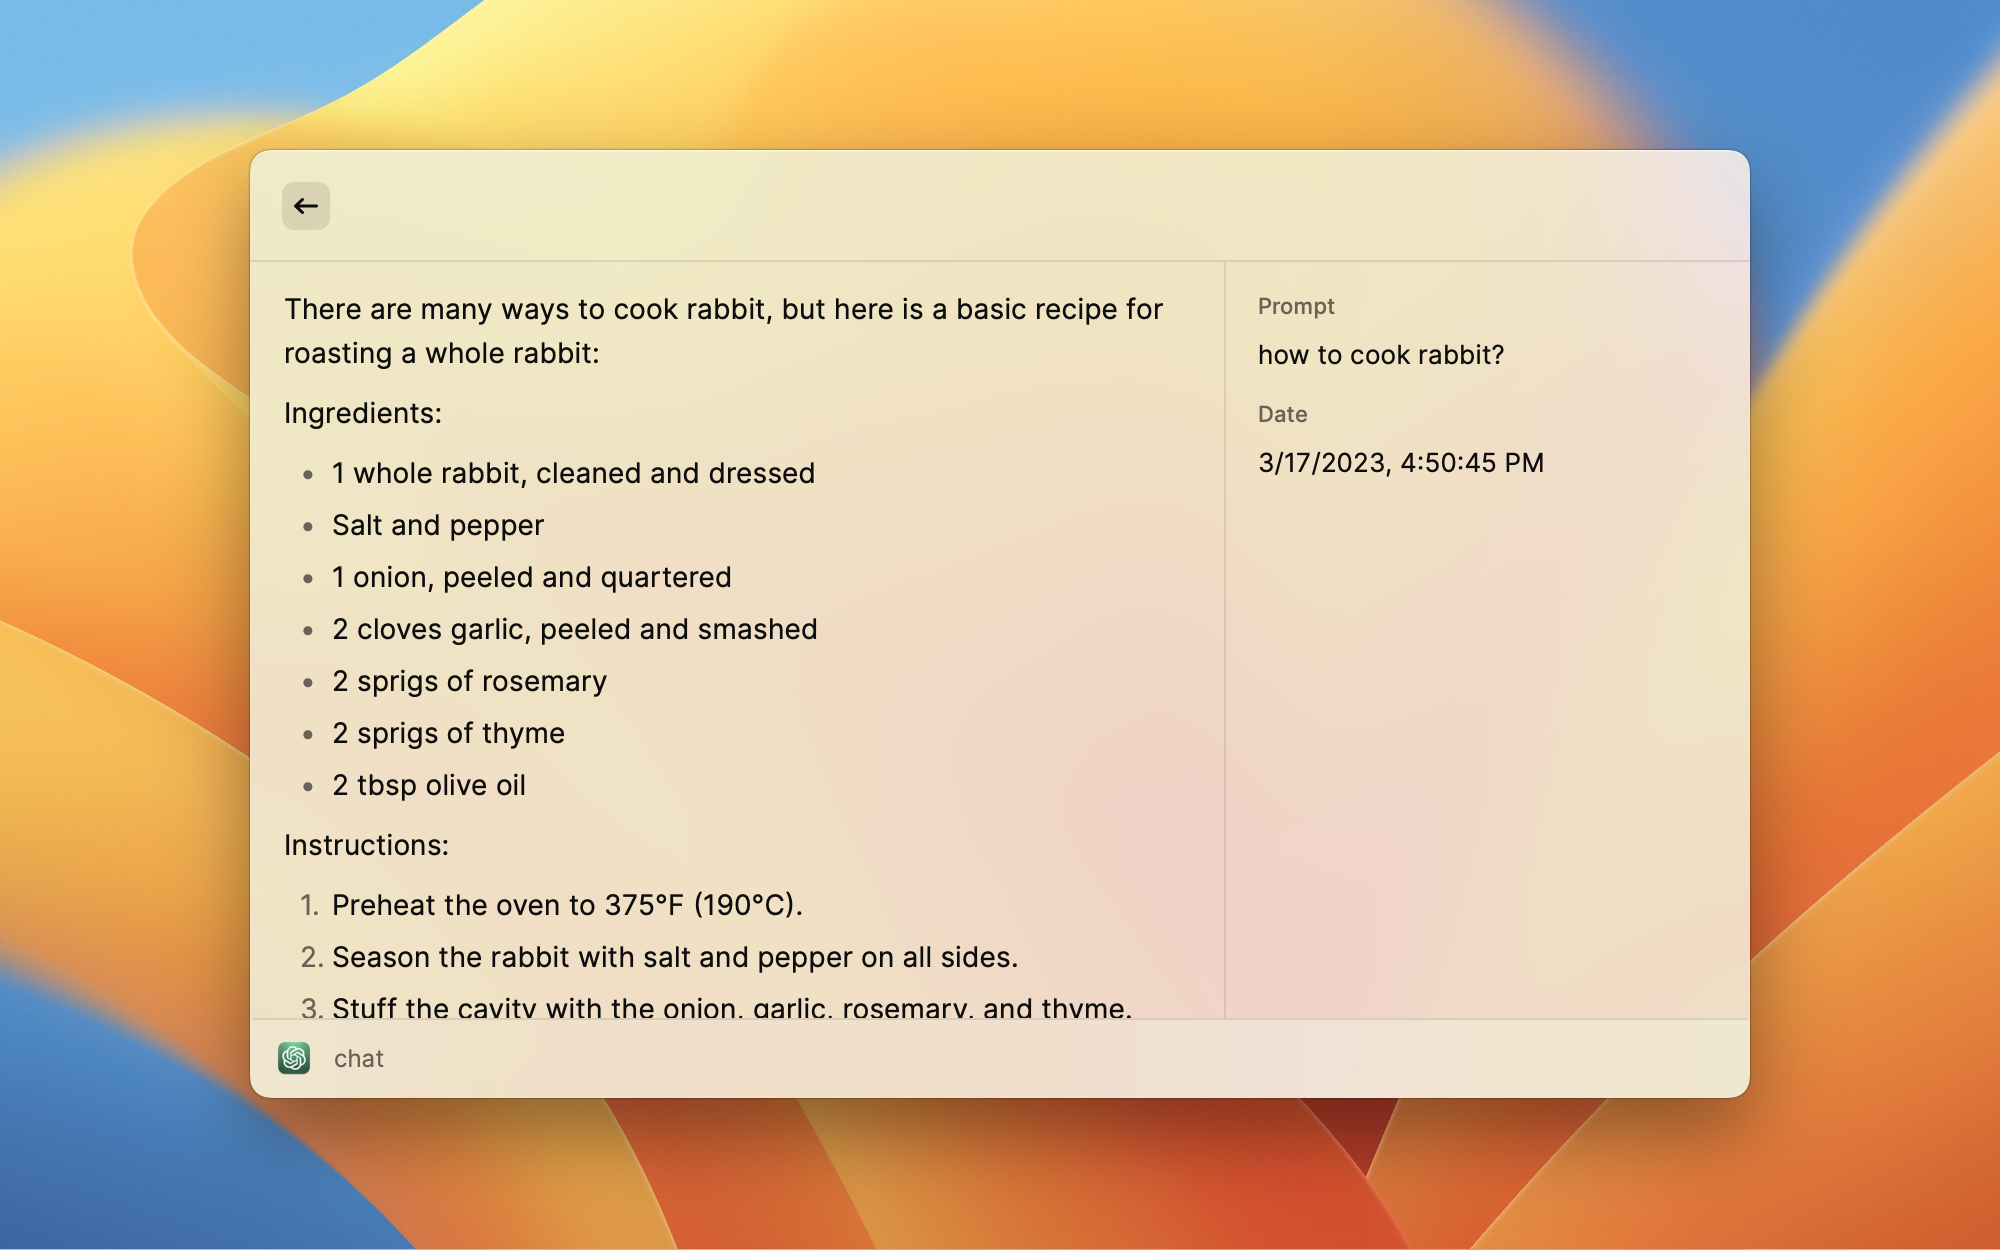 There are many ways to cook rabbit, but here is a basic recipe for
roasting a whole rabbit:
Ingredients:
• 1 whole rabbit, cleaned and dressed
• Salt and pepper
• 1 onion, peeled and quartered
• 2 cloves garlic, peeled and smashed
• 2 sprigs of rosemary
• 2 sprigs of thyme
• 2 tbsp olive oil
Instructions:
1. Preheat the oven to 375°F (190°C).
2. Season the rabbit with salt and pepper on all sides.
3. Stuff the cavity with the onion, garlic, rosemary, and thyme.
Prompt
how to cook rabbit?
Date
3/17/2023, 4:50:45 PM
chat